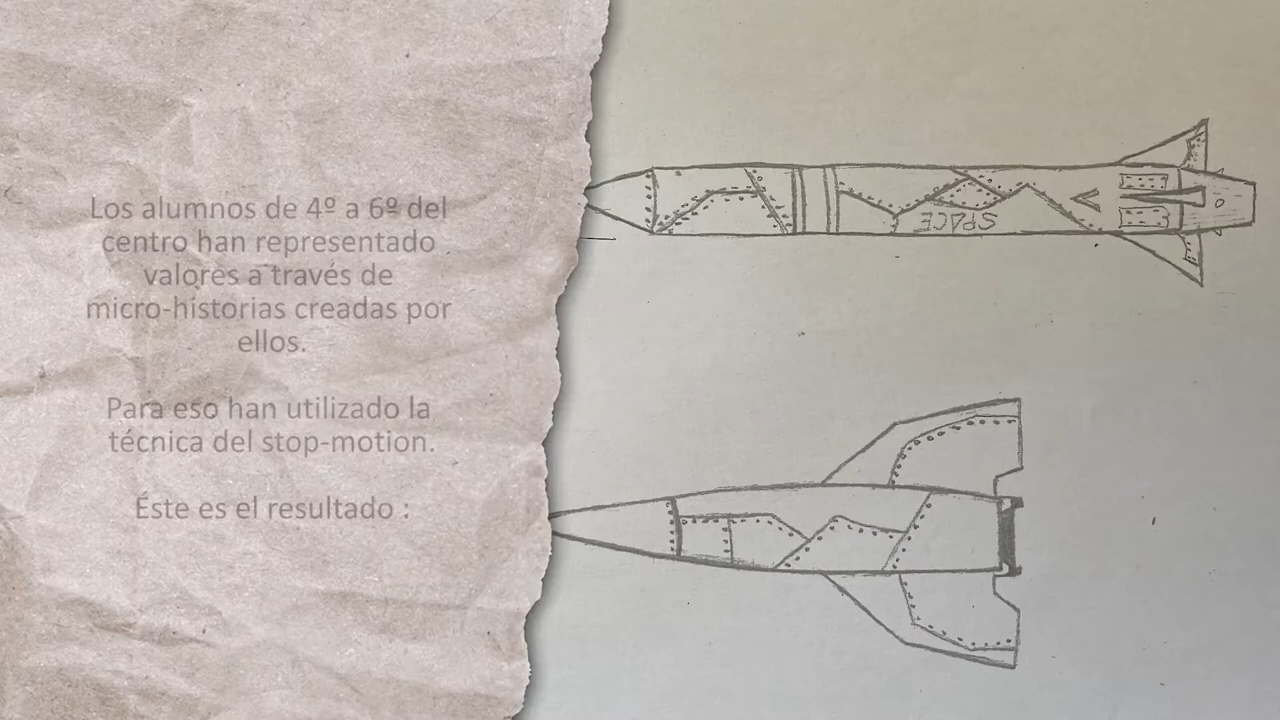 Los alumnos de 4º a 6º del
centro han representado
valores a través de
micro-historias creadas por
ellos.
Para eso han utilizado la
técnica del stop-motion.
Éste es el resultado :
SPACE